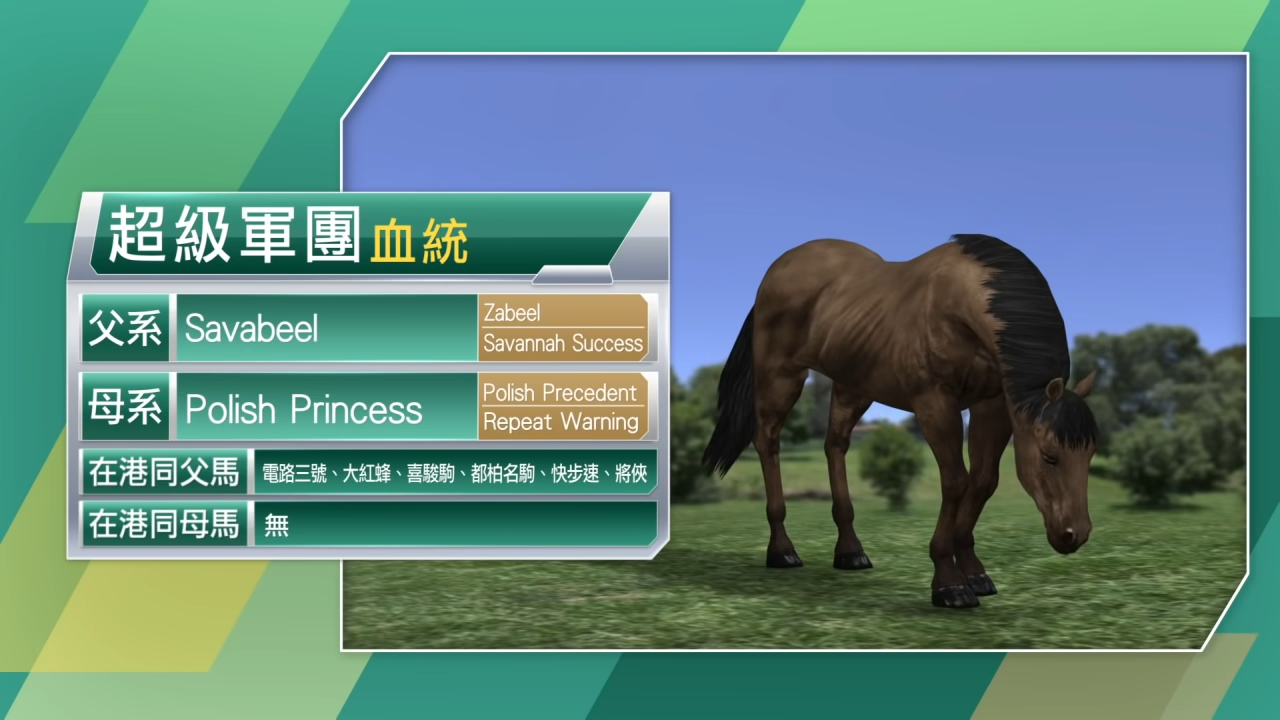 超級軍團血統
父系 Savabeel Zabeel
Savannah Success
母系 Polish Princess Polish Precedent
Repeat Warning
在港同父馬 電路三號、大紅蜂、喜駿駒、都柏名駒、快步速、將俠
在港同母馬 無